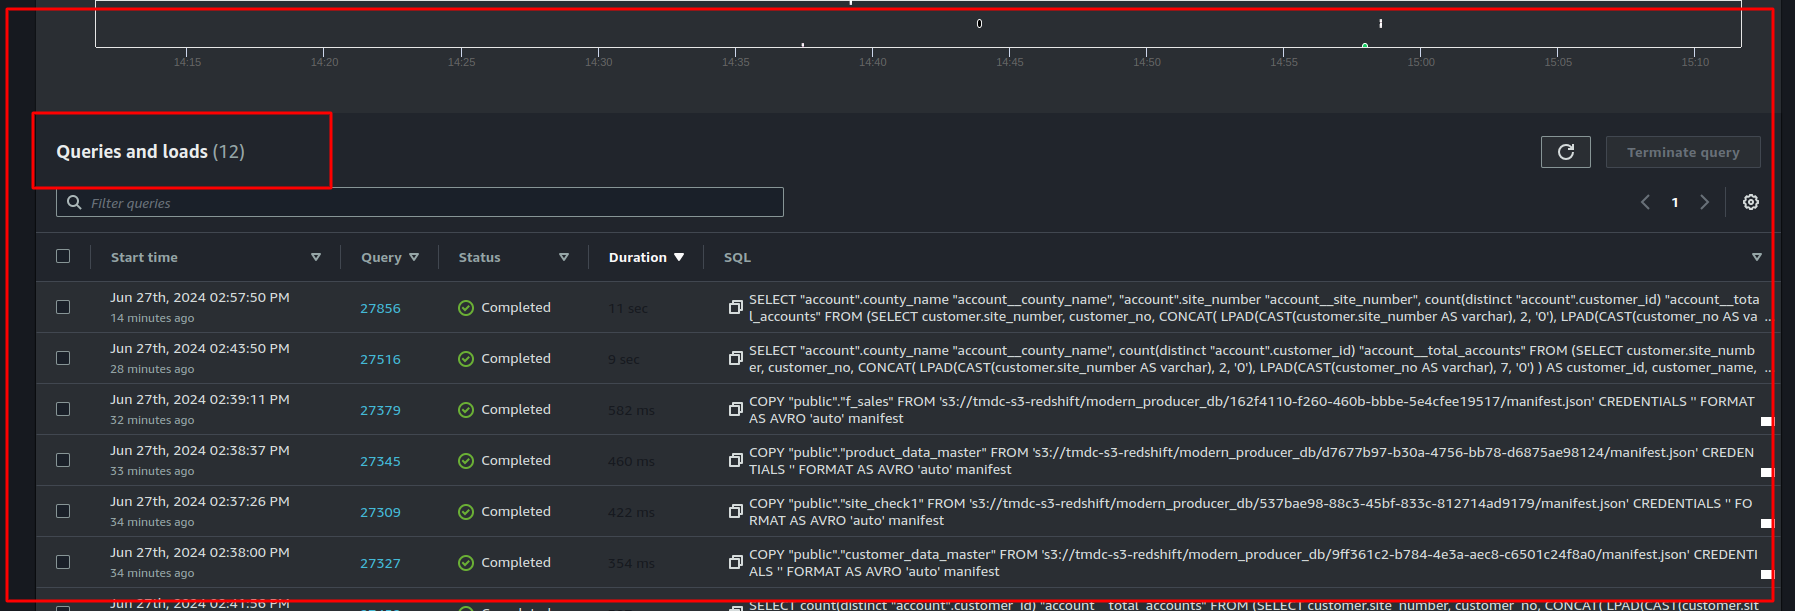 0 1
14:15 14:20 14:25 14:30 14:35 14:40 14:45 14:50 14:55 15:00 15:05 15:10
Queries and loads (12)
Terminate query
Filter queries
1
Start time Query Status Duration SQL
Jun 27th, 2024 02:57:50 PM
14 minutes ago
27856
Completed
11 sec
SELECT "account".county_name "account__county_name", "account".site_number "account__site_number", count(distinct "account".customer_id) "account__tota
l_accounts" FROM (SELECT customer.site_number, customer_no, CONCAT( LPAD(CAST(customer.site_number AS varchar), 2, '0'), LPAD(CAST(customer_no AS va ...
Jun 27th, 2024 02:43:50 PM
28 minutes ago
27516
Completed
9 sec
SELECT "account".county_name "account__county_name", count(distinct "account".customer_id) "account__total_accounts" FROM (SELECT customer.site_numb
er, customer_no, CONCAT( LPAD(CAST(customer.site_number AS varchar), 2, '0'), LPAD(CAST(customer_no AS varchar), 7, '0') ) AS customer_id, customer_name, ...
Jun 27th, 2024 02:39:11 PM
32 minutes ago
27379
Completed
582 ms
COPY "public"."f_sales" FROM 's3://tmdc-s3-redshift/modern_producer_db/162f4110-f260-460b-bbbe-5e4cfee19517/manifest.json' CREDENTIALS '' FORMAT
AS AVRO 'auto' manifest
Jun 27th, 2024 02:38:37 PM
33 minutes ago
27345
Completed
460 ms
COPY "public"."product_data_master" FROM 's3://tmdc-s3-redshift/modern_producer_db/d7677b97-b30a-4756-bb78-d6875ae98124/manifest.json' CREDEN
TIALS '' FORMAT AS AVRO 'auto' manifest
Jun 27th, 2024 02:37:26 PM
34 minutes ago
27309
Completed
422 ms
COPY "public"."site_check1" FROM 's3://tmdc-s3-redshift/modern_producer_db/537bae98-88c3-45bf-833c-812714ad9179/manifest.json' CREDENTIALS '' FO
RMAT AS AVRO 'auto' manifest
Jun 27th, 2024 02:38:00 PM
34 minutes ago
27327
Completed
354 ms
COPY "public"."customer_data_master" FROM 's3://tmdc-s3-redshift/modern_producer_db/9ff361c2-b784-4e3a-aec8-c6501c24f8a0/manifest.json' CREDENTI
ALS '' FORMAT AS AVRO 'auto' manifest
Jun 27th, 2024 02:41:56 PM
Completed
SELECT count(distinct "account".customer_id) "account__total_accounts" FROM (SELECT customer.site_number, customer_no, CONCAT( LPAD(CAST(customer.sit